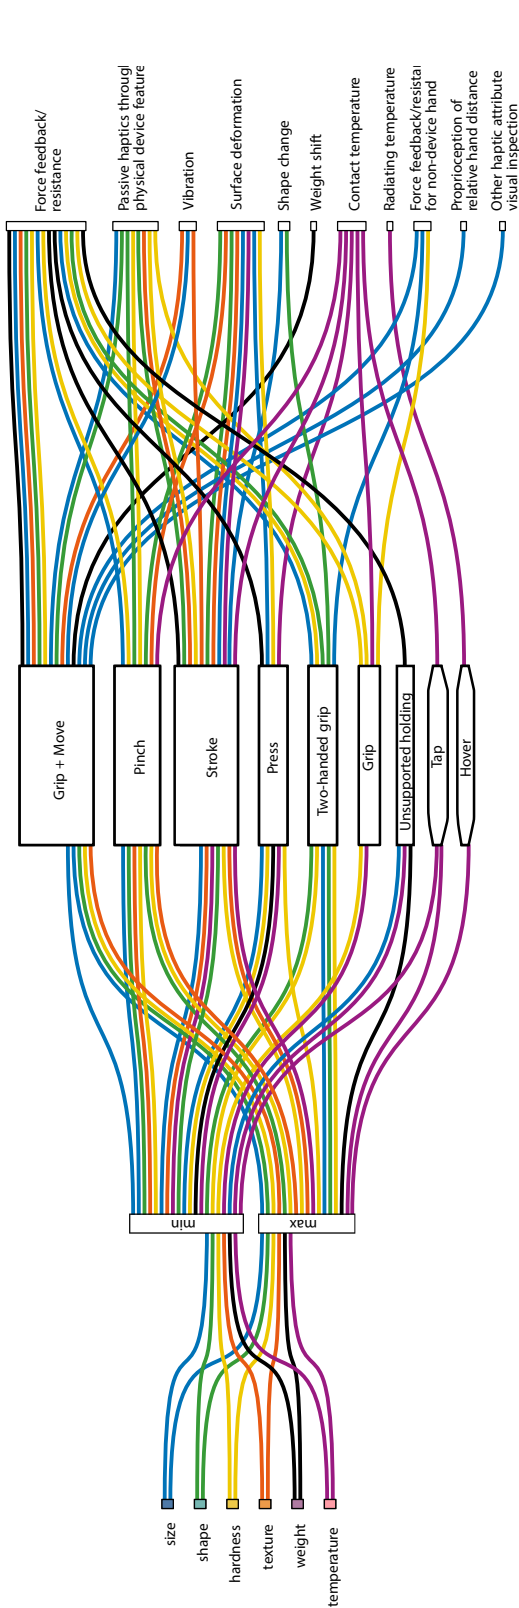 Force feedback/
resistance
Passive haptics through
physical device feature
Vibration
Surface deformation
Shape change
Weight shift
Contact temperature
Radiating temperature
Force feedback/resista
for non-device hand
Proprioception of
relative hand distance
Other haptic attribute
visual inspection
Grip + Move
Pinch
Stroke
Press
Two-handed grip
Grip
Unsupported holding
Tap
Hover
min
max
size
shape
hardness
texture
weight
temperature